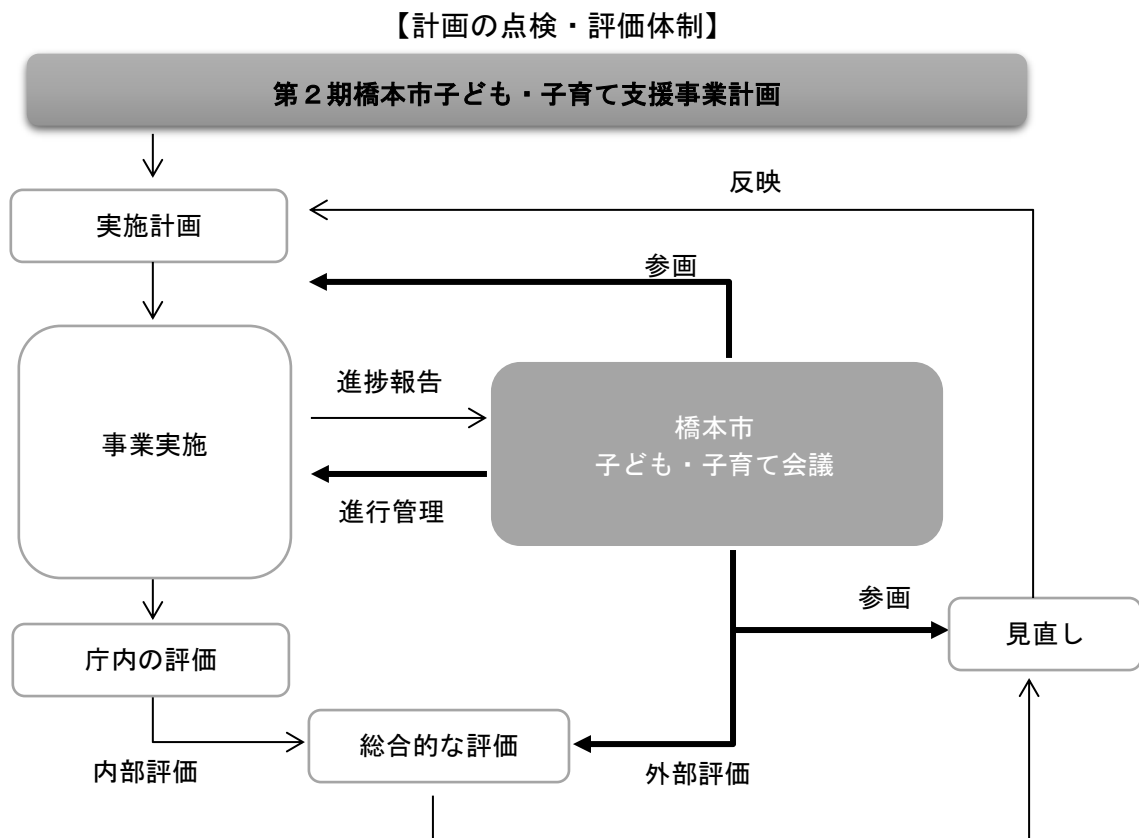 【計画の点検・評価体制】
第２期橋本市子ども・子育て支援事業計画
反映
実施計画
参画
進捗報告
橋本市
子ども・子育て会議
事業実施
進行管理
参画
見直し
庁内の評価
総合的な評価
内部評価
外部評価